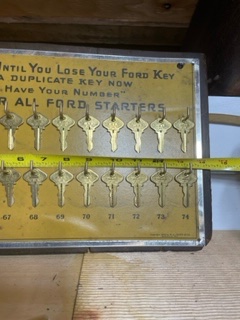 UNTIL YOU LOSE YOUR FORD KEY
A DUPLICATE KEY NOW
HAVE YOUR NUMBER"
ALL FORD STARTERS
67 68 69 70 71 72 73 74